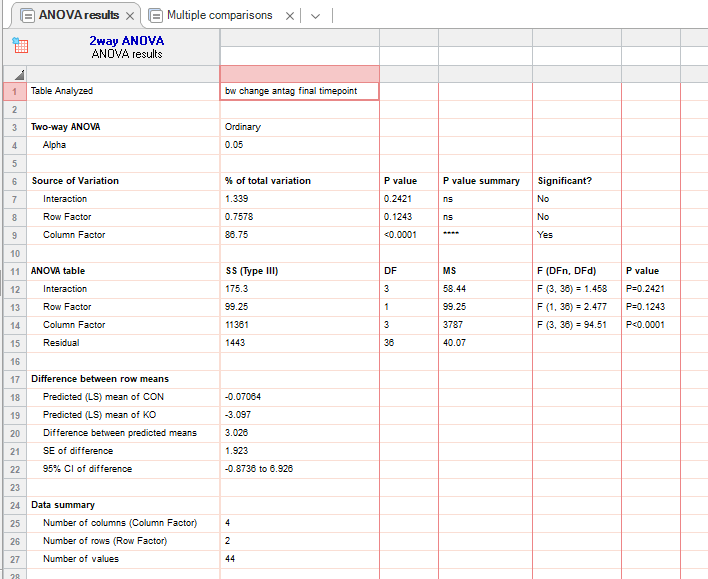 ANOVA results × Multiple comparisons ×
2way ANOVA
ANOVA results
1 Table Analyzed bw change antag final timepoint
2
3 Two-way ANOVA Ordinary
4 Alpha 0.05
5
6 Source of Variation % of total variation P value P value summary Significant?
7 Interaction 1.339 0.2421 ns No
8 Row Factor 0.7578 0.1243 ns No
9 Column Factor 86.75 <0.0001 **** Yes
10
11 ANOVA table SS (Type III) DF MS F (DFn, DFd) P value
12 Interaction 175.3 3 58.44 F (3, 36) = 1.458 P=0.2421
13 Row Factor 99.25 1 99.25 F (1, 36) = 2.477 P=0.1243
14 Column Factor 11361 3 3787 F (3, 36) = 94.51 P<0.0001
15 Residual 1443 36 40.07
16
17 Difference between row means
18 Predicted (LS) mean of CON -0.07064
19 Predicted (LS) mean of KO -3.097
20 Difference between predicted means 3.026
21 SE of difference 1.923
22 95% CI of difference -0.8736 to 6.926
23
24 Data summary
25 Number of columns (Column Factor) 4
26 Number of rows (Row Factor) 2
27 Number of values 44
28